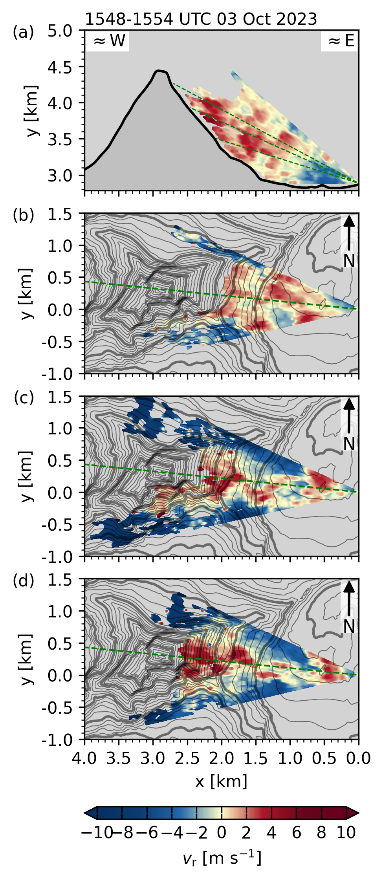 1548-1554 UTC 03 Oct 2023
(a)
5.0
≈ W
≈ E
4.5
4.0
y [km]
3.5
3.0
(b)
1.5
1.0
0.5
y [km]
0.0
N
-0.5
-1.0
(c)
1.5
1.0
0.5
y [km]
0.0
N
-0.5
-1.0
(d)
1.5
1.0
0.5
y [km]
0.0
N
-0.5
-1.0
4.0 3.5 3.0 2.5 2.0 1.5 1.0 0.5 0.0
x [km]
−10 −8 −6 −4 −2 0 2 4 6 8 10
vr [m s−1]